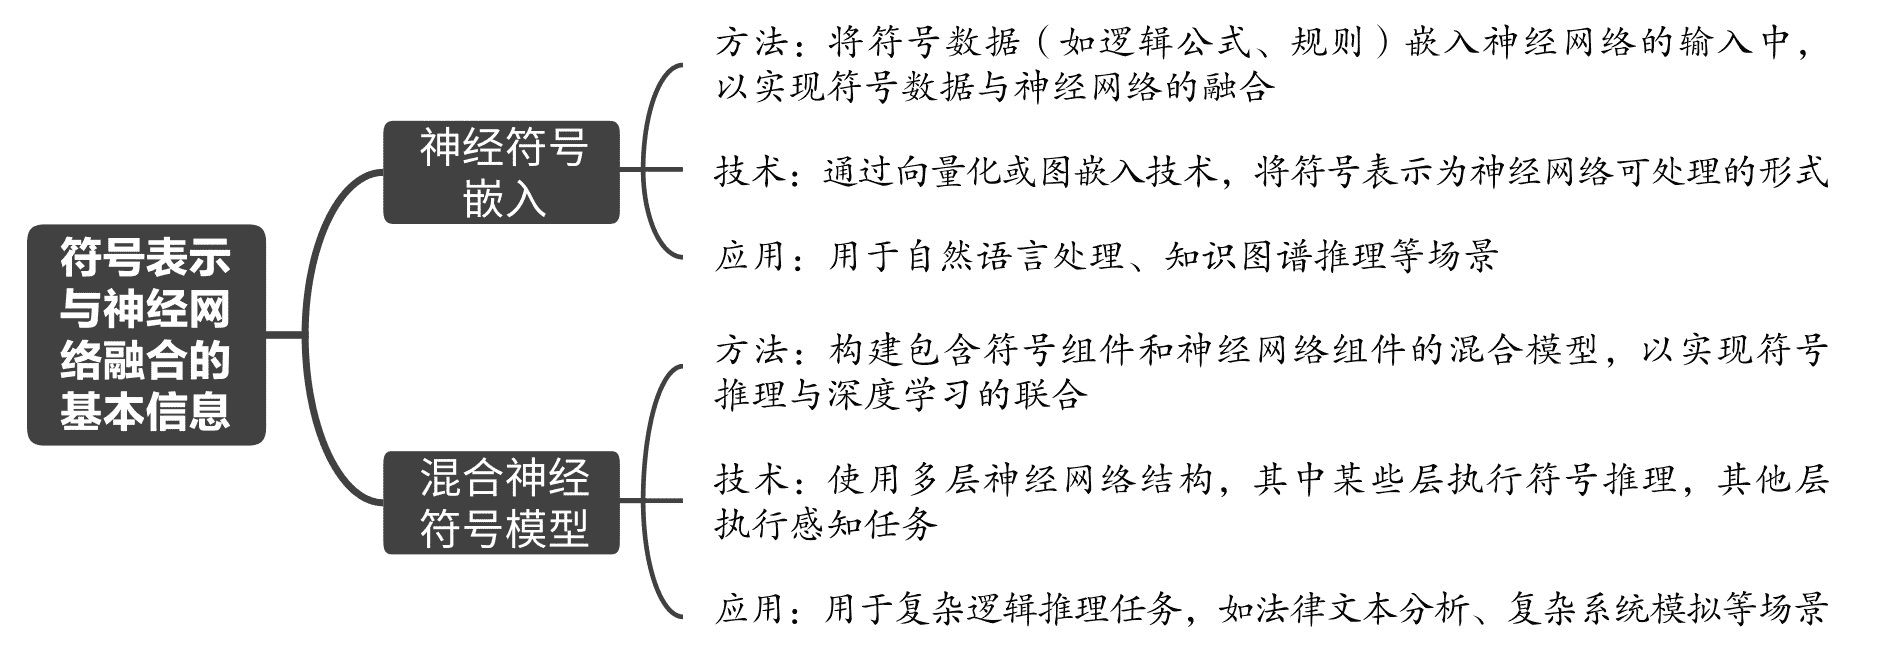 符号表示
与神经网
络融合的
基本信息
神经符号
嵌入
方法：将符号数据（如逻辑公式、规则）嵌入神经网络的输入中，
以实现符号数据与神经网络的融合
技术：通过向量化或图嵌入技术，将符号表示为神经网络可处理的形式
应用：用于自然语言处理、知识图谱推理等场景
混合神经
符号模型
方法：构建包含符号组件和神经网络组件的混合模型，以实现符号
推理与深度学习的联合
技术：使用多层神经网络结构，其中某些层执行符号推理，其他层
执行感知任务
应用：用于复杂逻辑推理任务，如法律文本分析、复杂系统模拟等场景